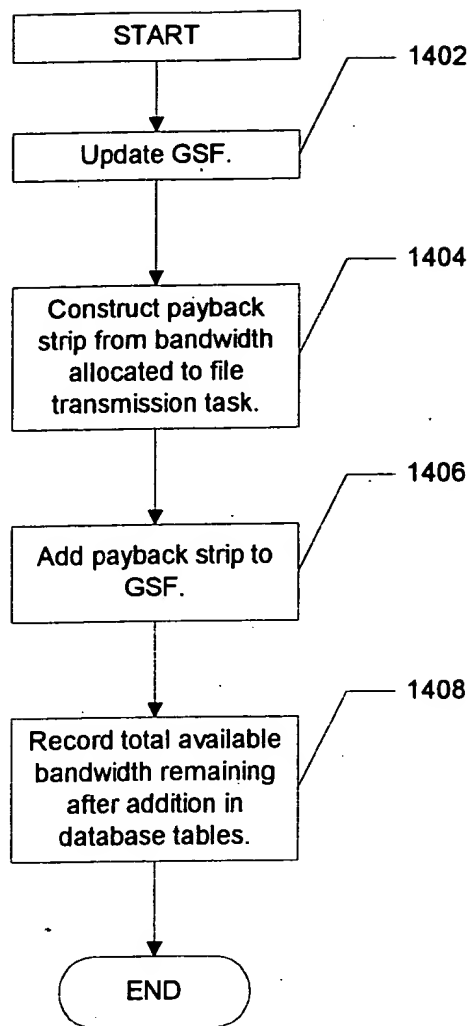 START
1402
Update GSF.
1404
Construct payback
strip from bandwidth
allocated to file
transmission task.
1406
Add payback strip to
GSF.
1408
Record total available
bandwidth remaining
after addition in
database tables.
END